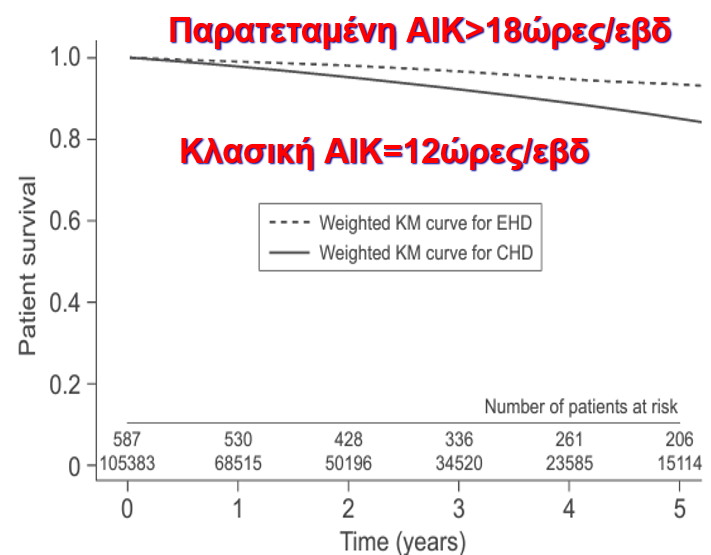 Παρατεταμένη ΑΙΚ>18ώρες/εβδ
1.0
Κλασική ΑΙΚ=12ώρες/εβδ
0.8
0.6
Weighted KM curve for EHD
Weighted KM curve for CHD
0.4
0.2
Patient survival
Number of patients at risk
587 530 428 336 261 206
0 105383 68515 50196 34520 23585 15114
0 1 2 3 4 5
Time (years)